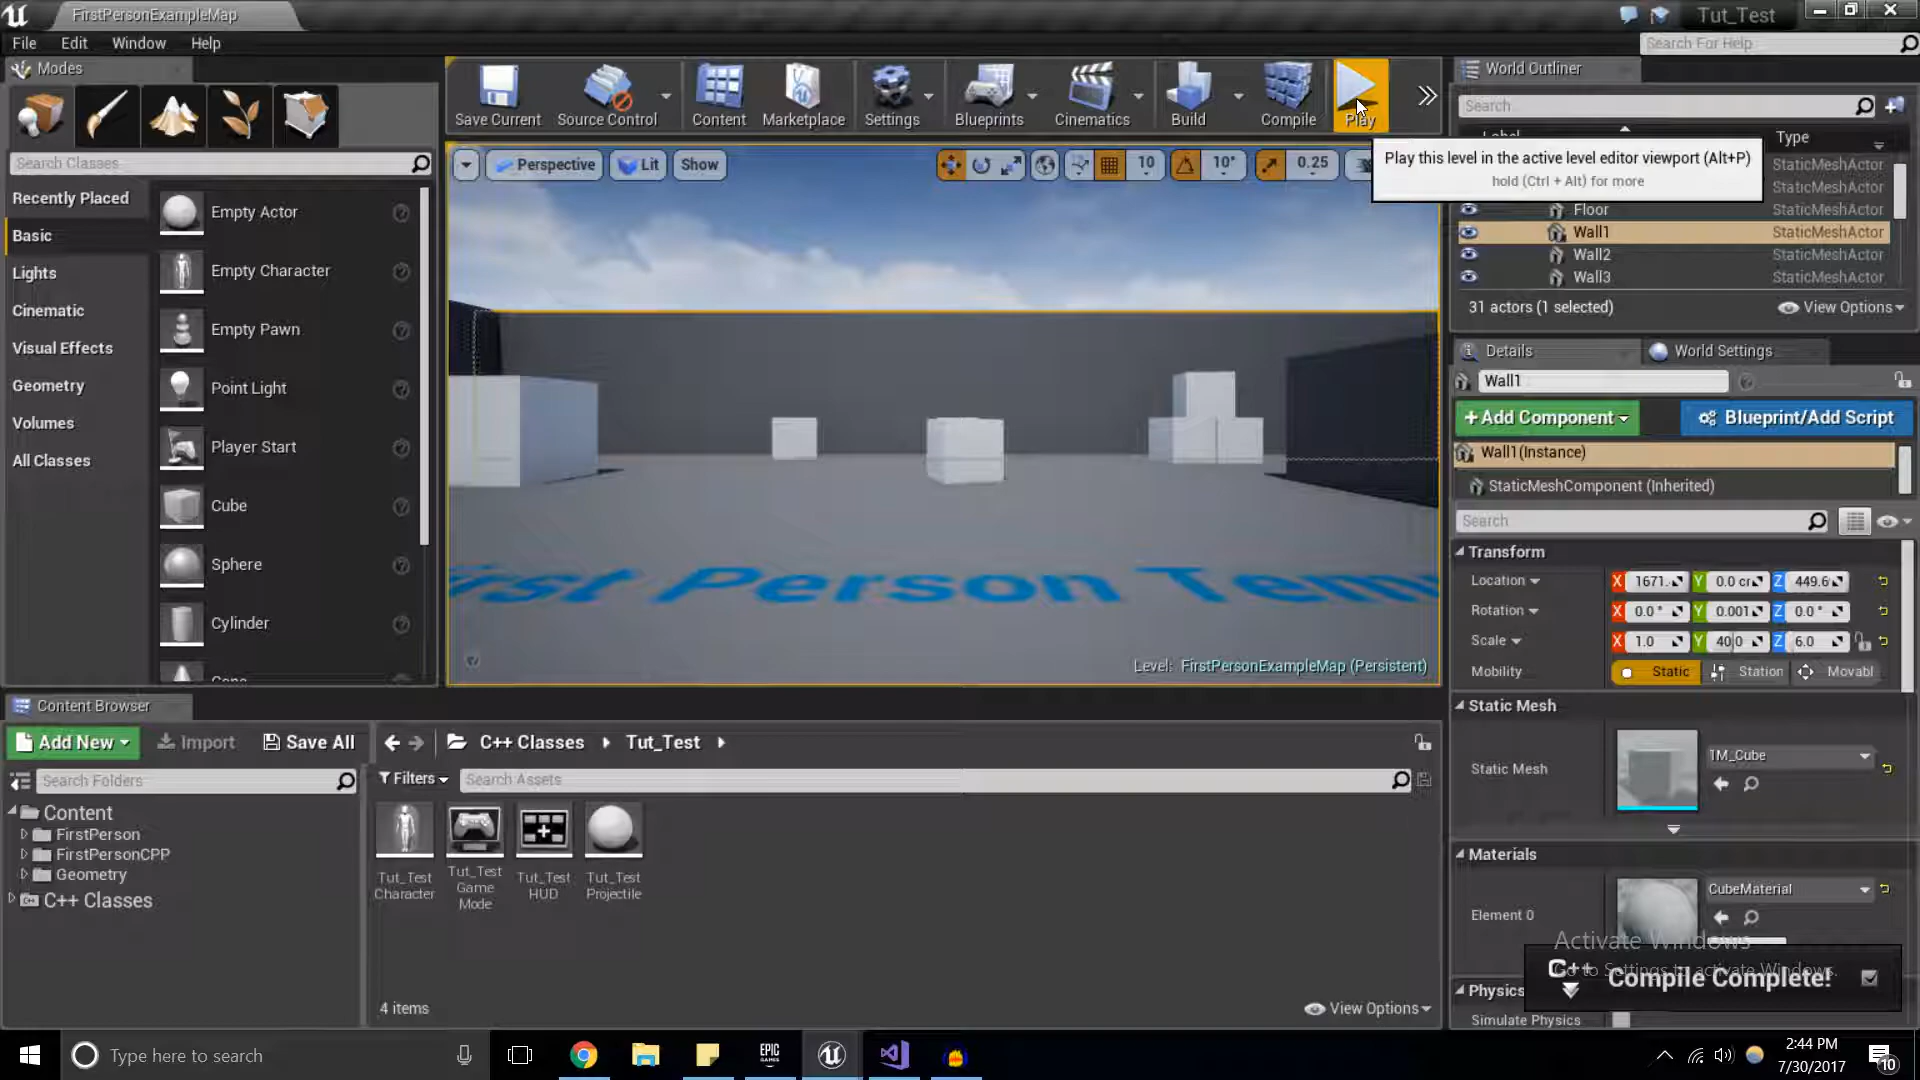 FirstPersonExampleMap
Tut_Test
File Edit Window Help
Search For Help
Modes
Save Current
Source Control
Content
Marketplace
Settings
Blueprints
Cinematics
Build
Compile
Play
World Outliner
Search
Label
Type
Play this level in the active level editor viewport (Alt+P)
hold (Ctrl + Alt) for more
Search Classes
Recently Placed
Basic
Lights
Cinematic
Visual Effects
Geometry
Volumes
All Classes
Empty Actor
Empty Character
Empty Pawn
Point Light
Player Start
Cube
Sphere
Cylinder
Perspective
Lit
Show
10
10°
0.25
StaticMeshActor
StaticMeshActor
Floor StaticMeshActor
Wall1 StaticMeshActor
Wall2 StaticMeshActor
Wall3 StaticMeshActor
31 actors (1 selected)
View Options
irst Person Tem
Level: FirstPersonExampleMap (Persistent)
Details
World Settings
Wall1
+Add Component
Blueprint/Add Script
Wall1(Instance)
StaticMeshComponent (Inherited)
Search
Transform
Location X 1671. Y 0.0 cr Z 449.6
Rotation X 0.0 ° Y 0.001 Z 0.0 °
Scale X 1.0 Y 40.0 Z 6.0
Mobility Static Station Movabl
Static Mesh
Static Mesh
1M_Cube
Materials
Element 0
CubeMaterial
Physics
Simulate Physics
Activate Windows
Go to Settings to activate Windows.
C++
Compile Complete!
Content Browser
Add New
Import
Save All
C++ Classes
Tut_Test
Search Folders
Filters
Search Assets
Content
FirstPerson
FirstPersonCPP
Geometry
C++ Classes
Tut_Test
Character
Tut_Test
Game
Mode
Tut_Test
HUD
Tut_Test
Projectile
4 items
View Options
Type here to search
EPIC
GAMES
2:44 PM
7/30/2017
10